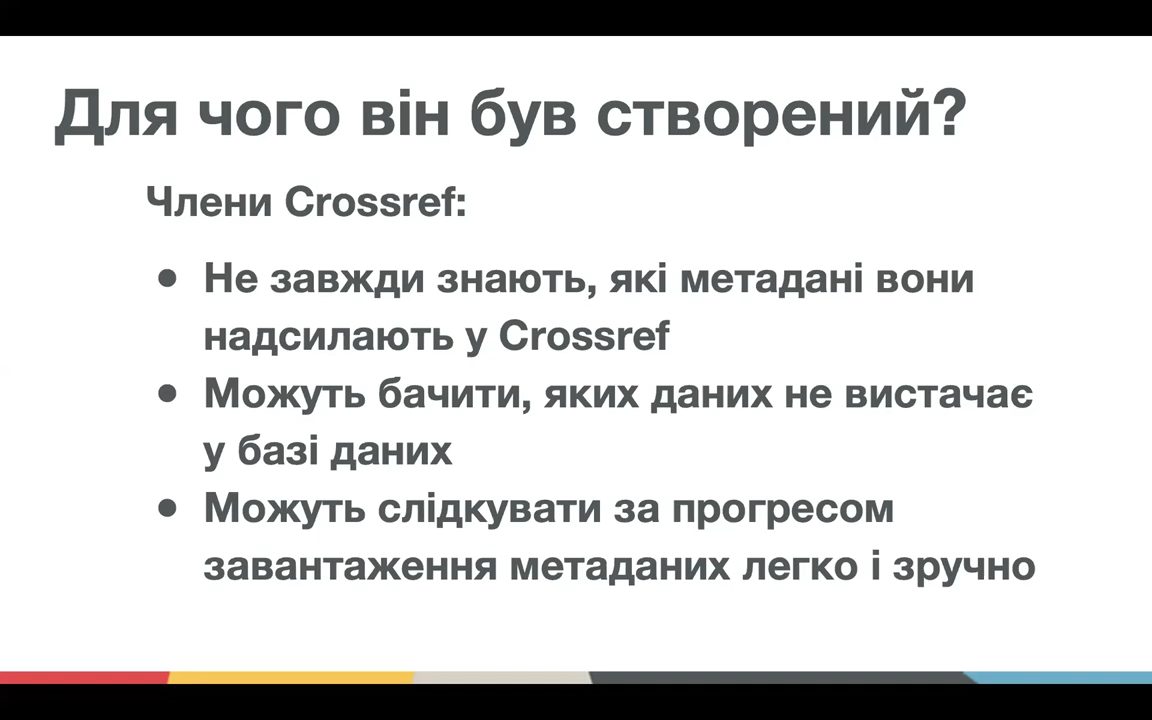 Для чого він був створений?
Члени Crossref:
● Не завжди знають, які метадані вони
надсилають у Crossref
● Можуть бачити, яких даних не вистачає
у базі даних
● Можуть слідкувати за прогресом
завантаження метаданих легко і зручно